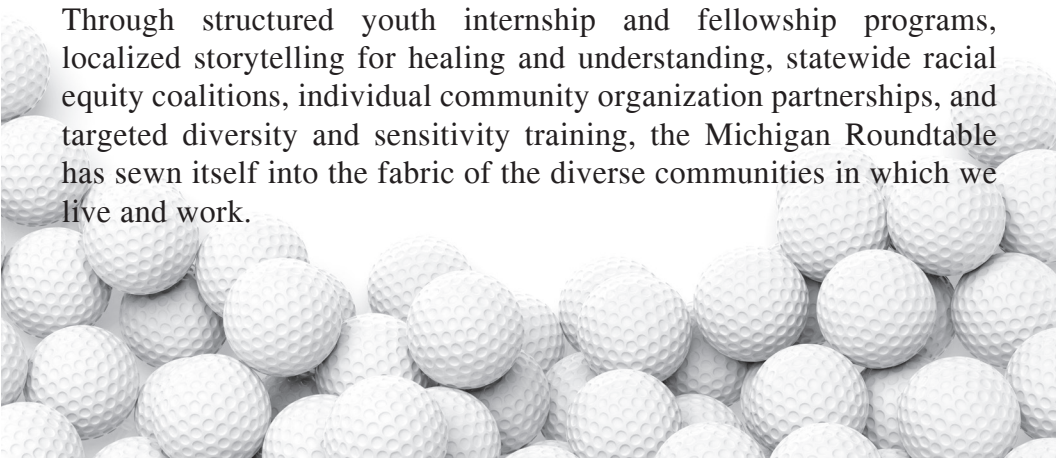 Through structured youth internship and fellowship programs,
localized storytelling for healing and understanding, statewide racial
equity coalitions, individual community organization partnerships, and
targeted diversity and sensitivity training, the Michigan Roundtable
has sewn itself into the fabric of the diverse communities in which we
live and work.